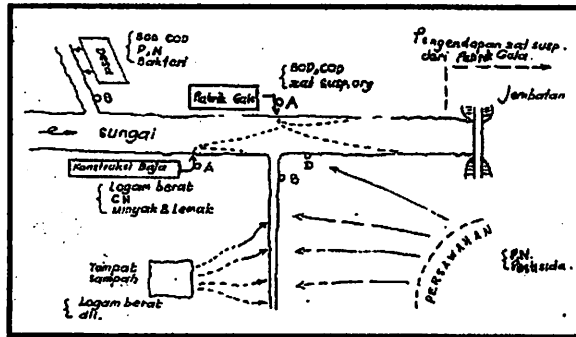 BOD COD
P, N
Bakteri
Desa
B
Pengendapan zat susp.
dari Pabrik Gula.
BOD, COD
zat susp, org
Pabrik Gula
A
Jembatan
Sungai
Konstruksi Baja
A
B
D
Logam berat
CN
Minyak & Lemak
Tempat
sampah
Logam berat
dll.
PERSAWAHAN
P.N.
Pestisida.